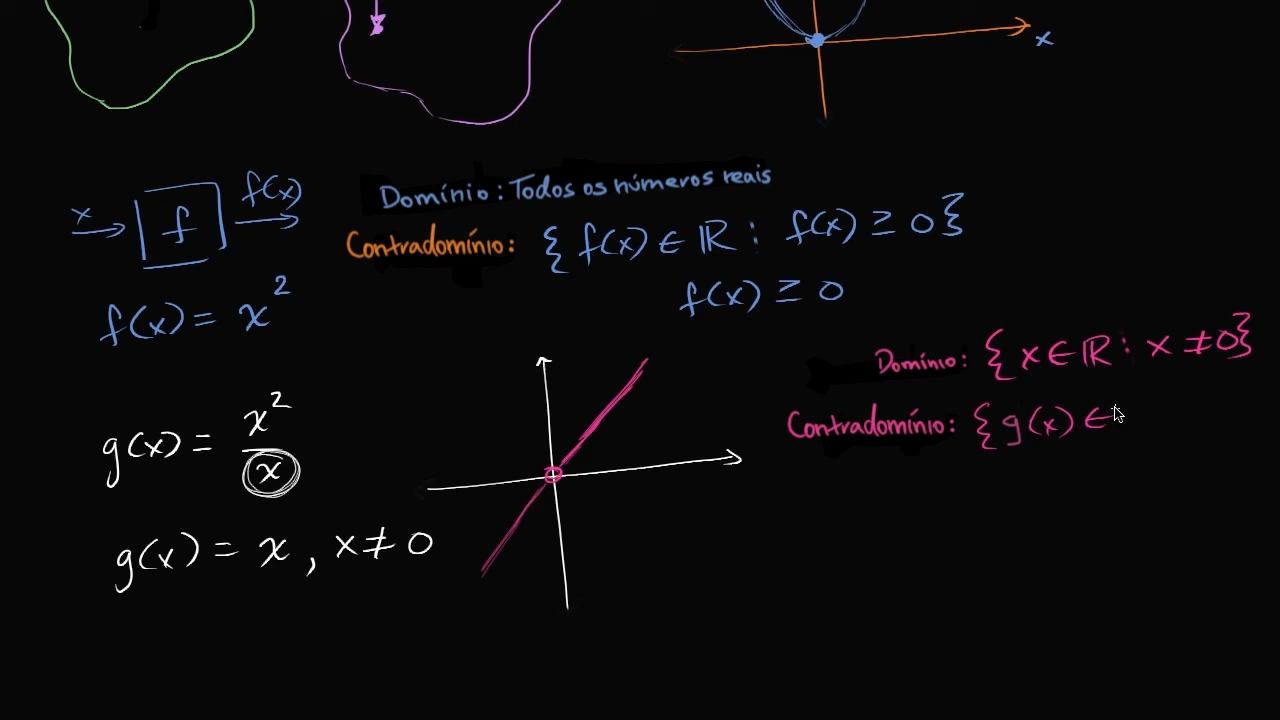 x
x f f(x)
Domínio: Todos os números reais
Contradomínio: { f(x) ∈ ℝ : f(x) ≥ 0 }
f(x) ≥ 0
f(x) = x²
Domínio: { x ∈ ℝ : x ≠ 0 }
Contradomínio: { g(x) ∈
g(x) = x²/x
g(x) = x , x ≠ 0